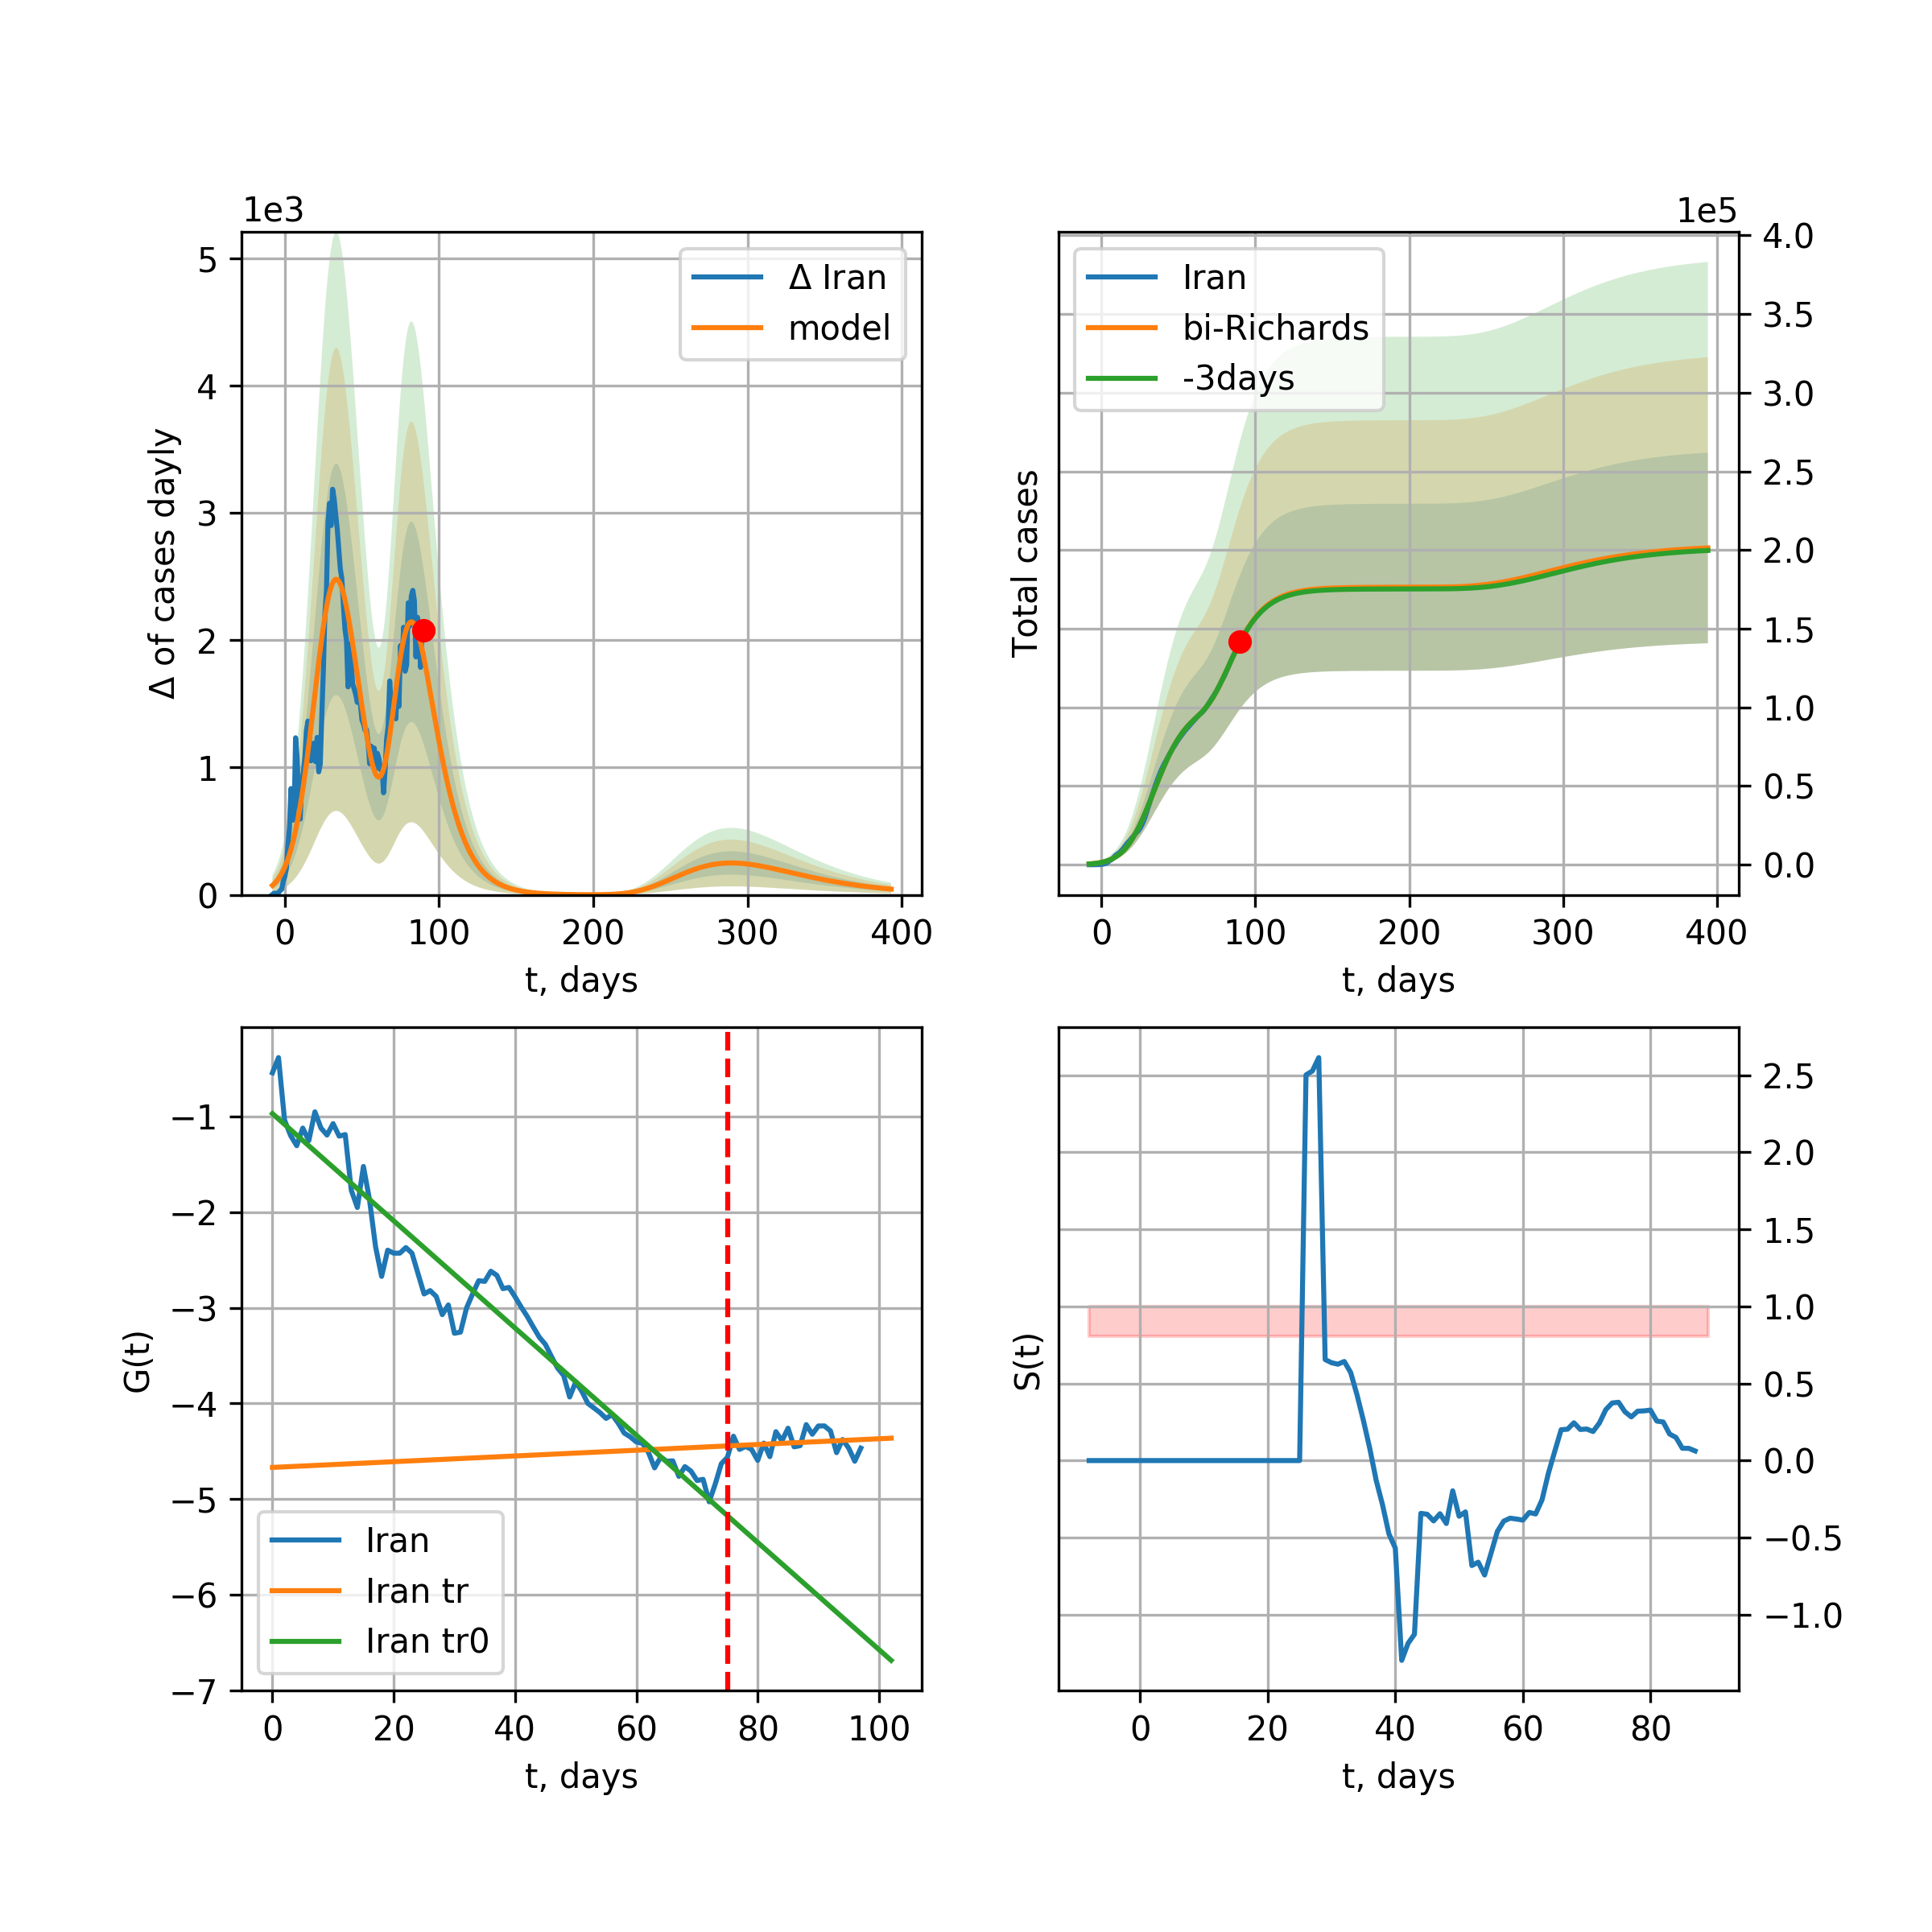 1e3
5
4
3
2
1
0
Δ of cases dayly
Δ Iran
model
0 100 200 300 400
t, days
1e5
4.0
3.5
3.0
2.5
2.0
1.5
1.0
0.5
0.0
Total cases
Iran
bi-Richards
-3days
0 100 200 300 400
t, days
−1
−2
−3
−4
−5
−6
−7
G(t)
Iran
Iran tr
Iran tr0
0 20 40 60 80 100
t, days
2.5
2.0
1.5
1.0
0.5
0.0
−0.5
−1.0
S(t)
0 20 40 60 80
t, days